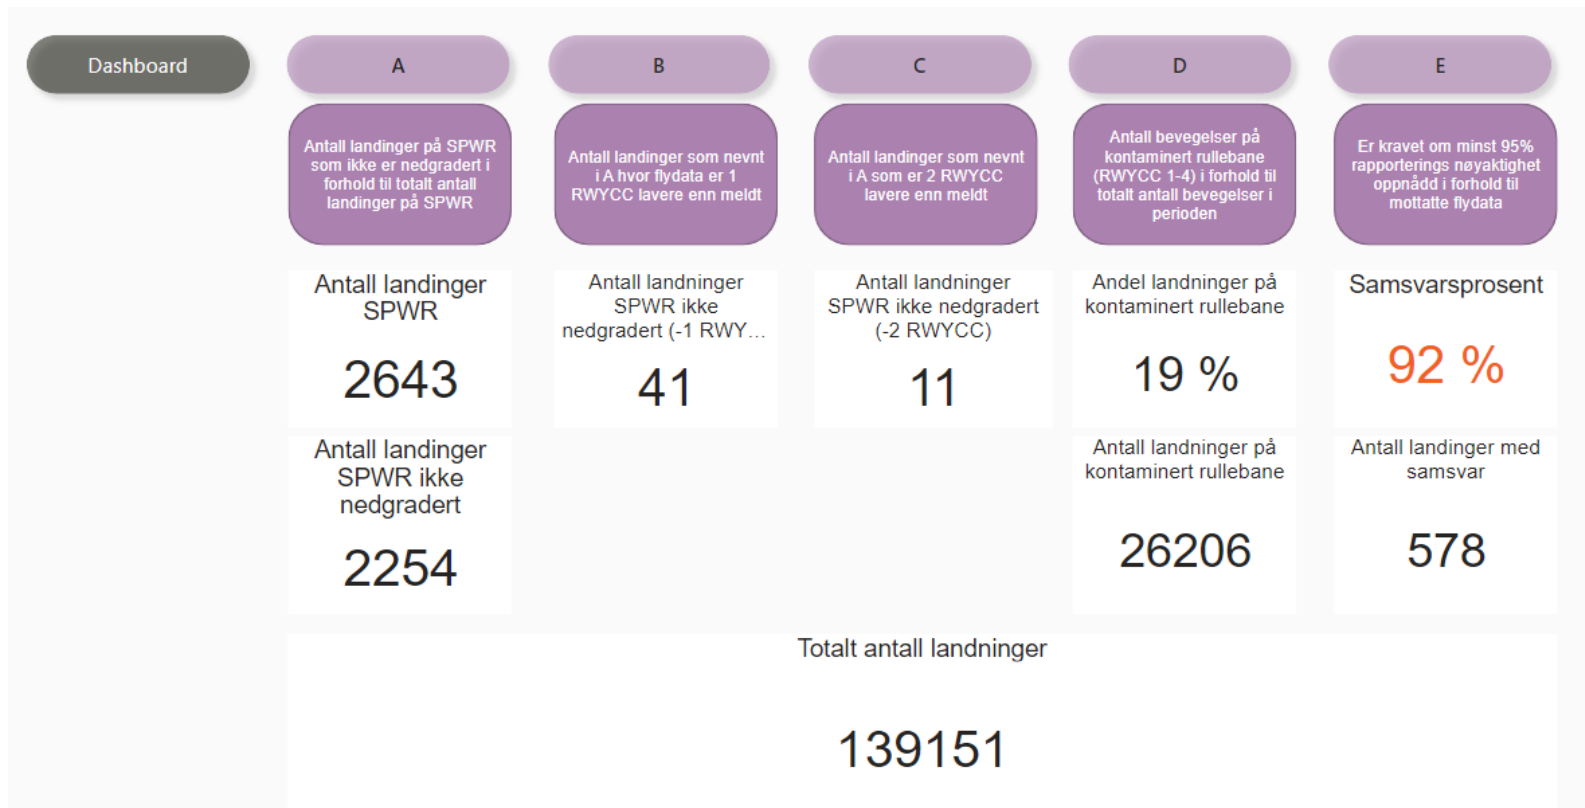 Dashboard
A
B
C
D
E
Antall landinger på SPWR
som ikke er nedgradert i
forhold til totalt antall
landinger på SPWR
Antall landinger som nevnt
i A hvor flydata er 1
RWYCC lavere enn meldt
Antall landinger som nevnt
i A som er 2 RWYCC
lavere enn meldt
Antall bevegelser på
kontaminert rullebane
(RWYCC 1-4) i forhold til
totalt antall bevegelser i
perioden
Er kravet om minst 95%
rapporterings nøyaktighet
oppnådd i forhold til
mottatte flydata
Antall landinger
SPWR
2643
Antall landninger
SPWR ikke
nedgradert (-1 RWY…
41
Antall landninger
SPWR ikke nedgradert
(-2 RWYCC)
11
Andel landninger på
kontaminert rullebane
19 %
Samsvarsprosent
92 %
Antall landinger
SPWR ikke
nedgradert
2254
Antall landninger på
kontaminert rullebane
26206
Antall landinger med
samsvar
578
Totalt antall landninger
139151